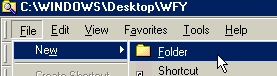 C:\WINDOWS\Desktop\WFY
File Edit View Favorites Tools Help
New Folder
Create Shortcut Shortcut